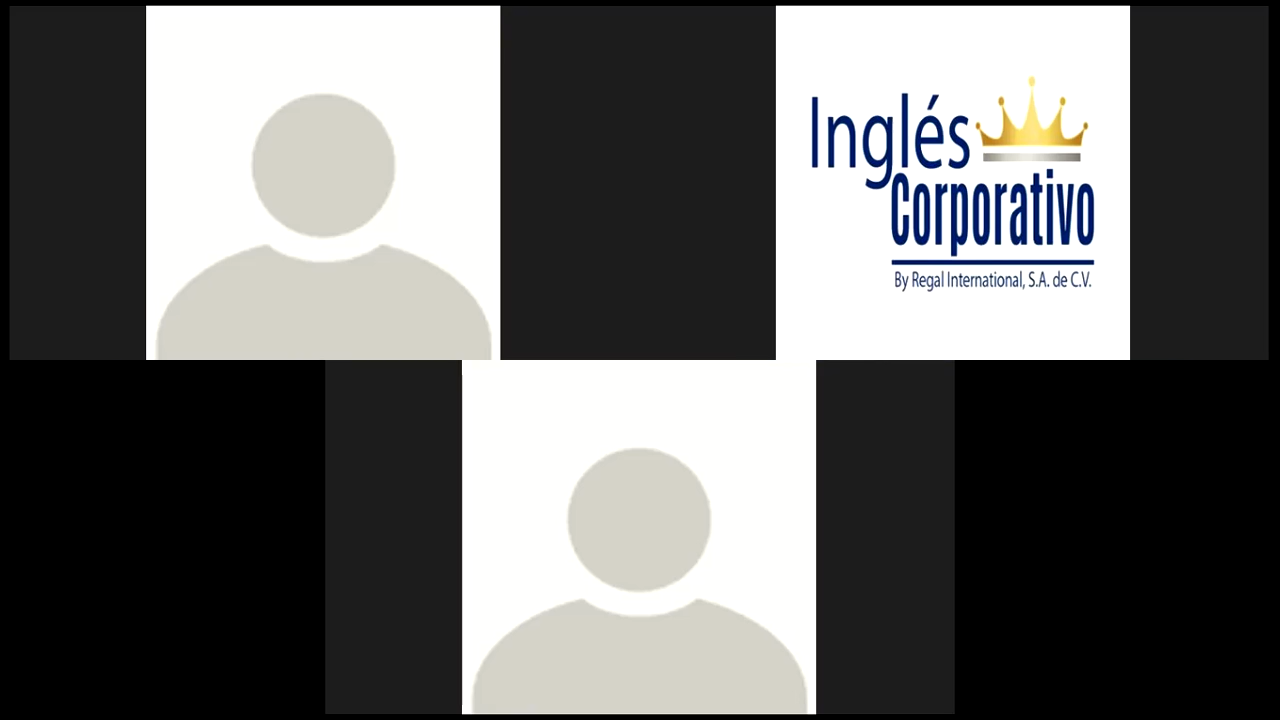 Inglés
Corporativo
By Regal International, S.A. de C.V.